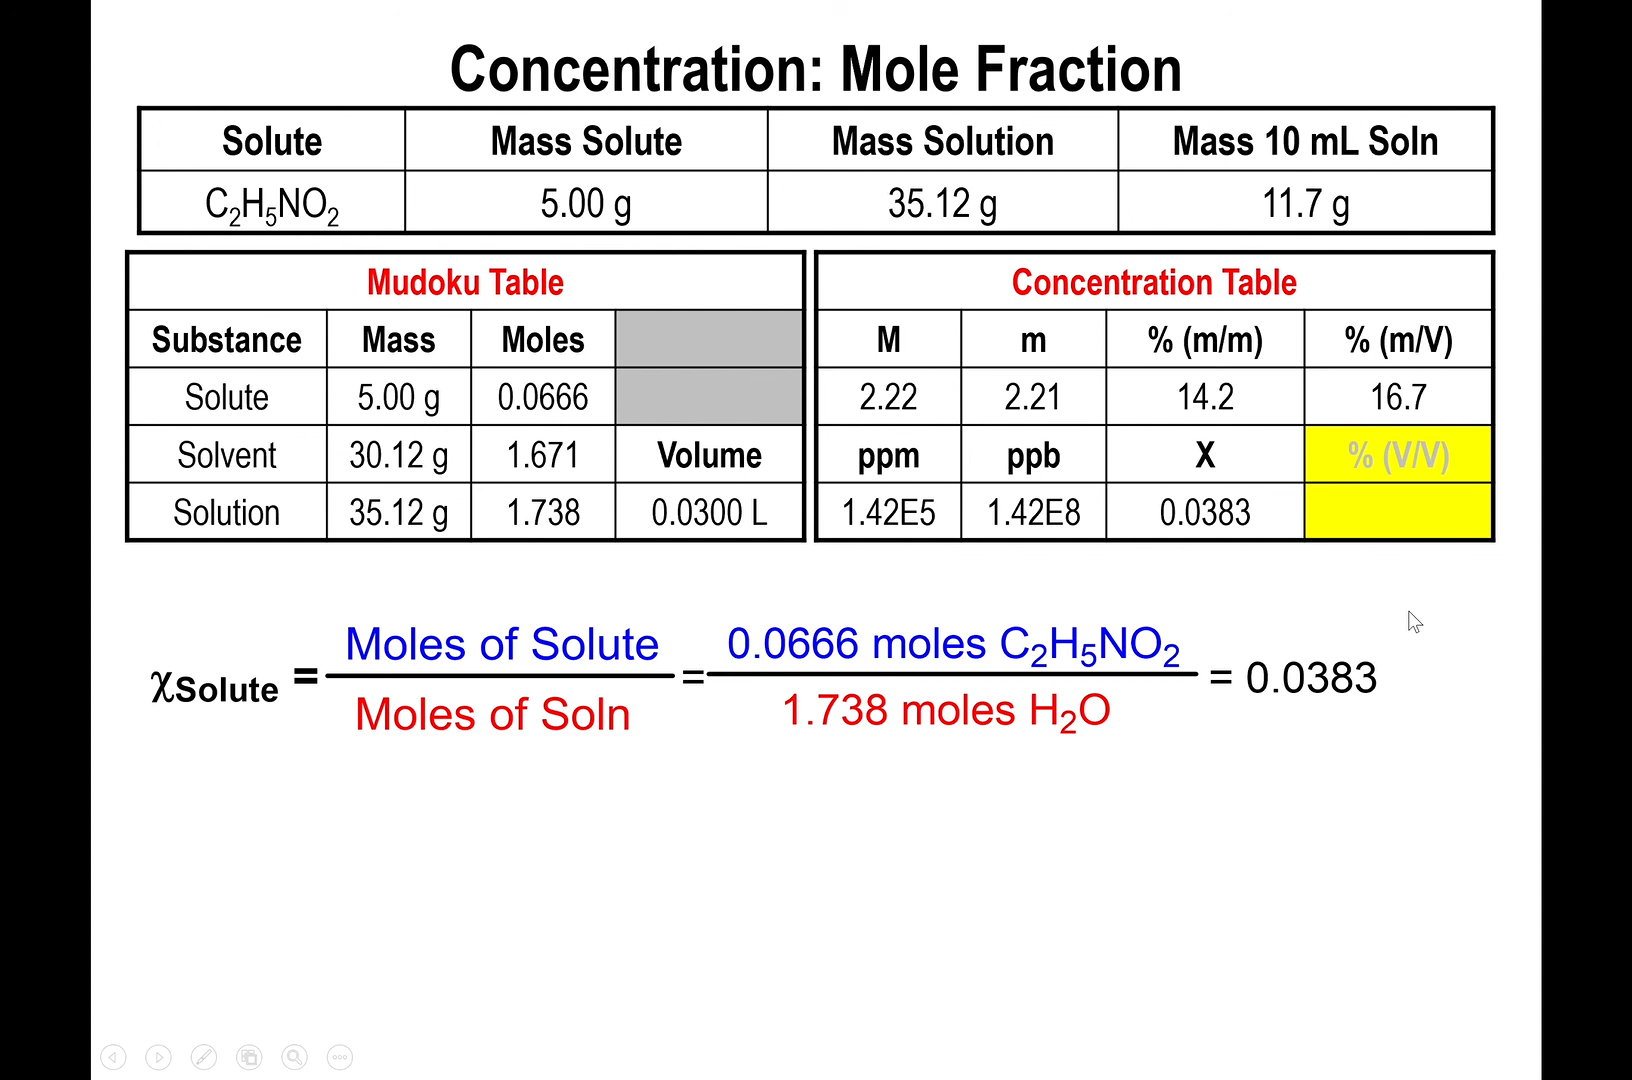 Concentration: Mole Fraction
Solute Mass Solute Mass Solution Mass 10 mL Soln
C₂H₅NO₂ 5.00 g 35.12 g 11.7 g
Mudoku Table
Substance Mass Moles
Solute 5.00 g 0.0666
Solvent 30.12 g 1.671 Volume
Solution 35.12 g 1.738 0.0300 L
Concentration Table
M m % (m/m) % (m/V)
2.22 2.21 14.2 16.7
ppm ppb X % (V/V)
1.42E5 1.42E8 0.0383
χSolute = Moles of Solute / Moles of Soln = 0.0666 moles C₂H₅NO₂ / 1.738 moles H₂O = 0.0383